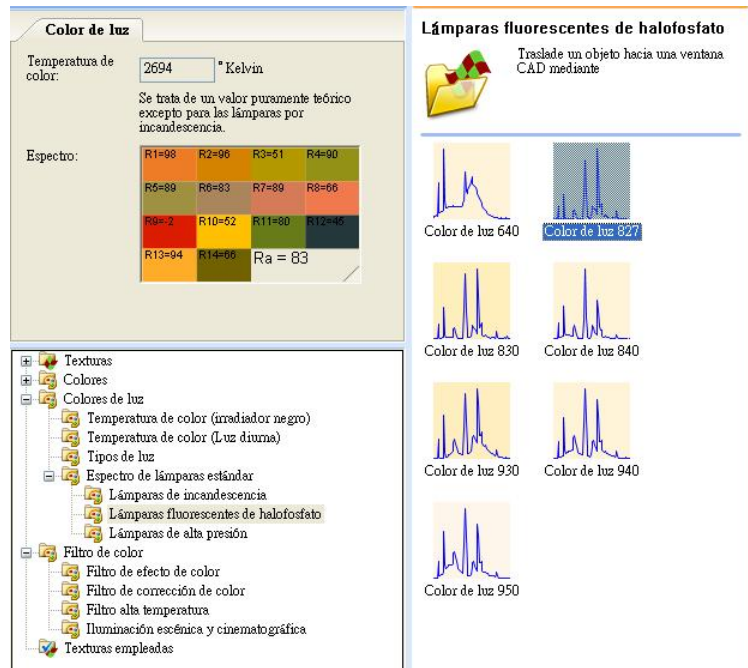 Color de luz
Temperatura de
color:
2694
° Kelvin
Se trata de un valor puramente teórico
excepto para las lámparas por
incandescencia.
Espectro:
R1=98 R2=96 R3=51 R4=90
R5=89 R6=83 R7=89 R8=66
R9=-2 R10=52 R11=80 R12=45
R13=94 R14=66 Ra = 83
Texturas
Colores
Colores de luz
Temperatura de color (irradiador negro)
Temperatura de color (Luz diurna)
Tipos de luz
Espectro de lámparas estándar
Lámparas de incandescencia
Lámparas fluorescentes de halofosfato
Lámparas de alta presión
Filtro de color
Filtro de efecto de color
Filtro de corrección de color
Filtro alta temperatura
Iluminación escénica y cinematográfica
Texturas empleadas
Lámparas fluorescentes de halofosfato
Traslade un objeto hacia una ventana
CAD mediante
Color de luz 640 Color de luz 827
Color de luz 830 Color de luz 840
Color de luz 930 Color de luz 940
Color de luz 950